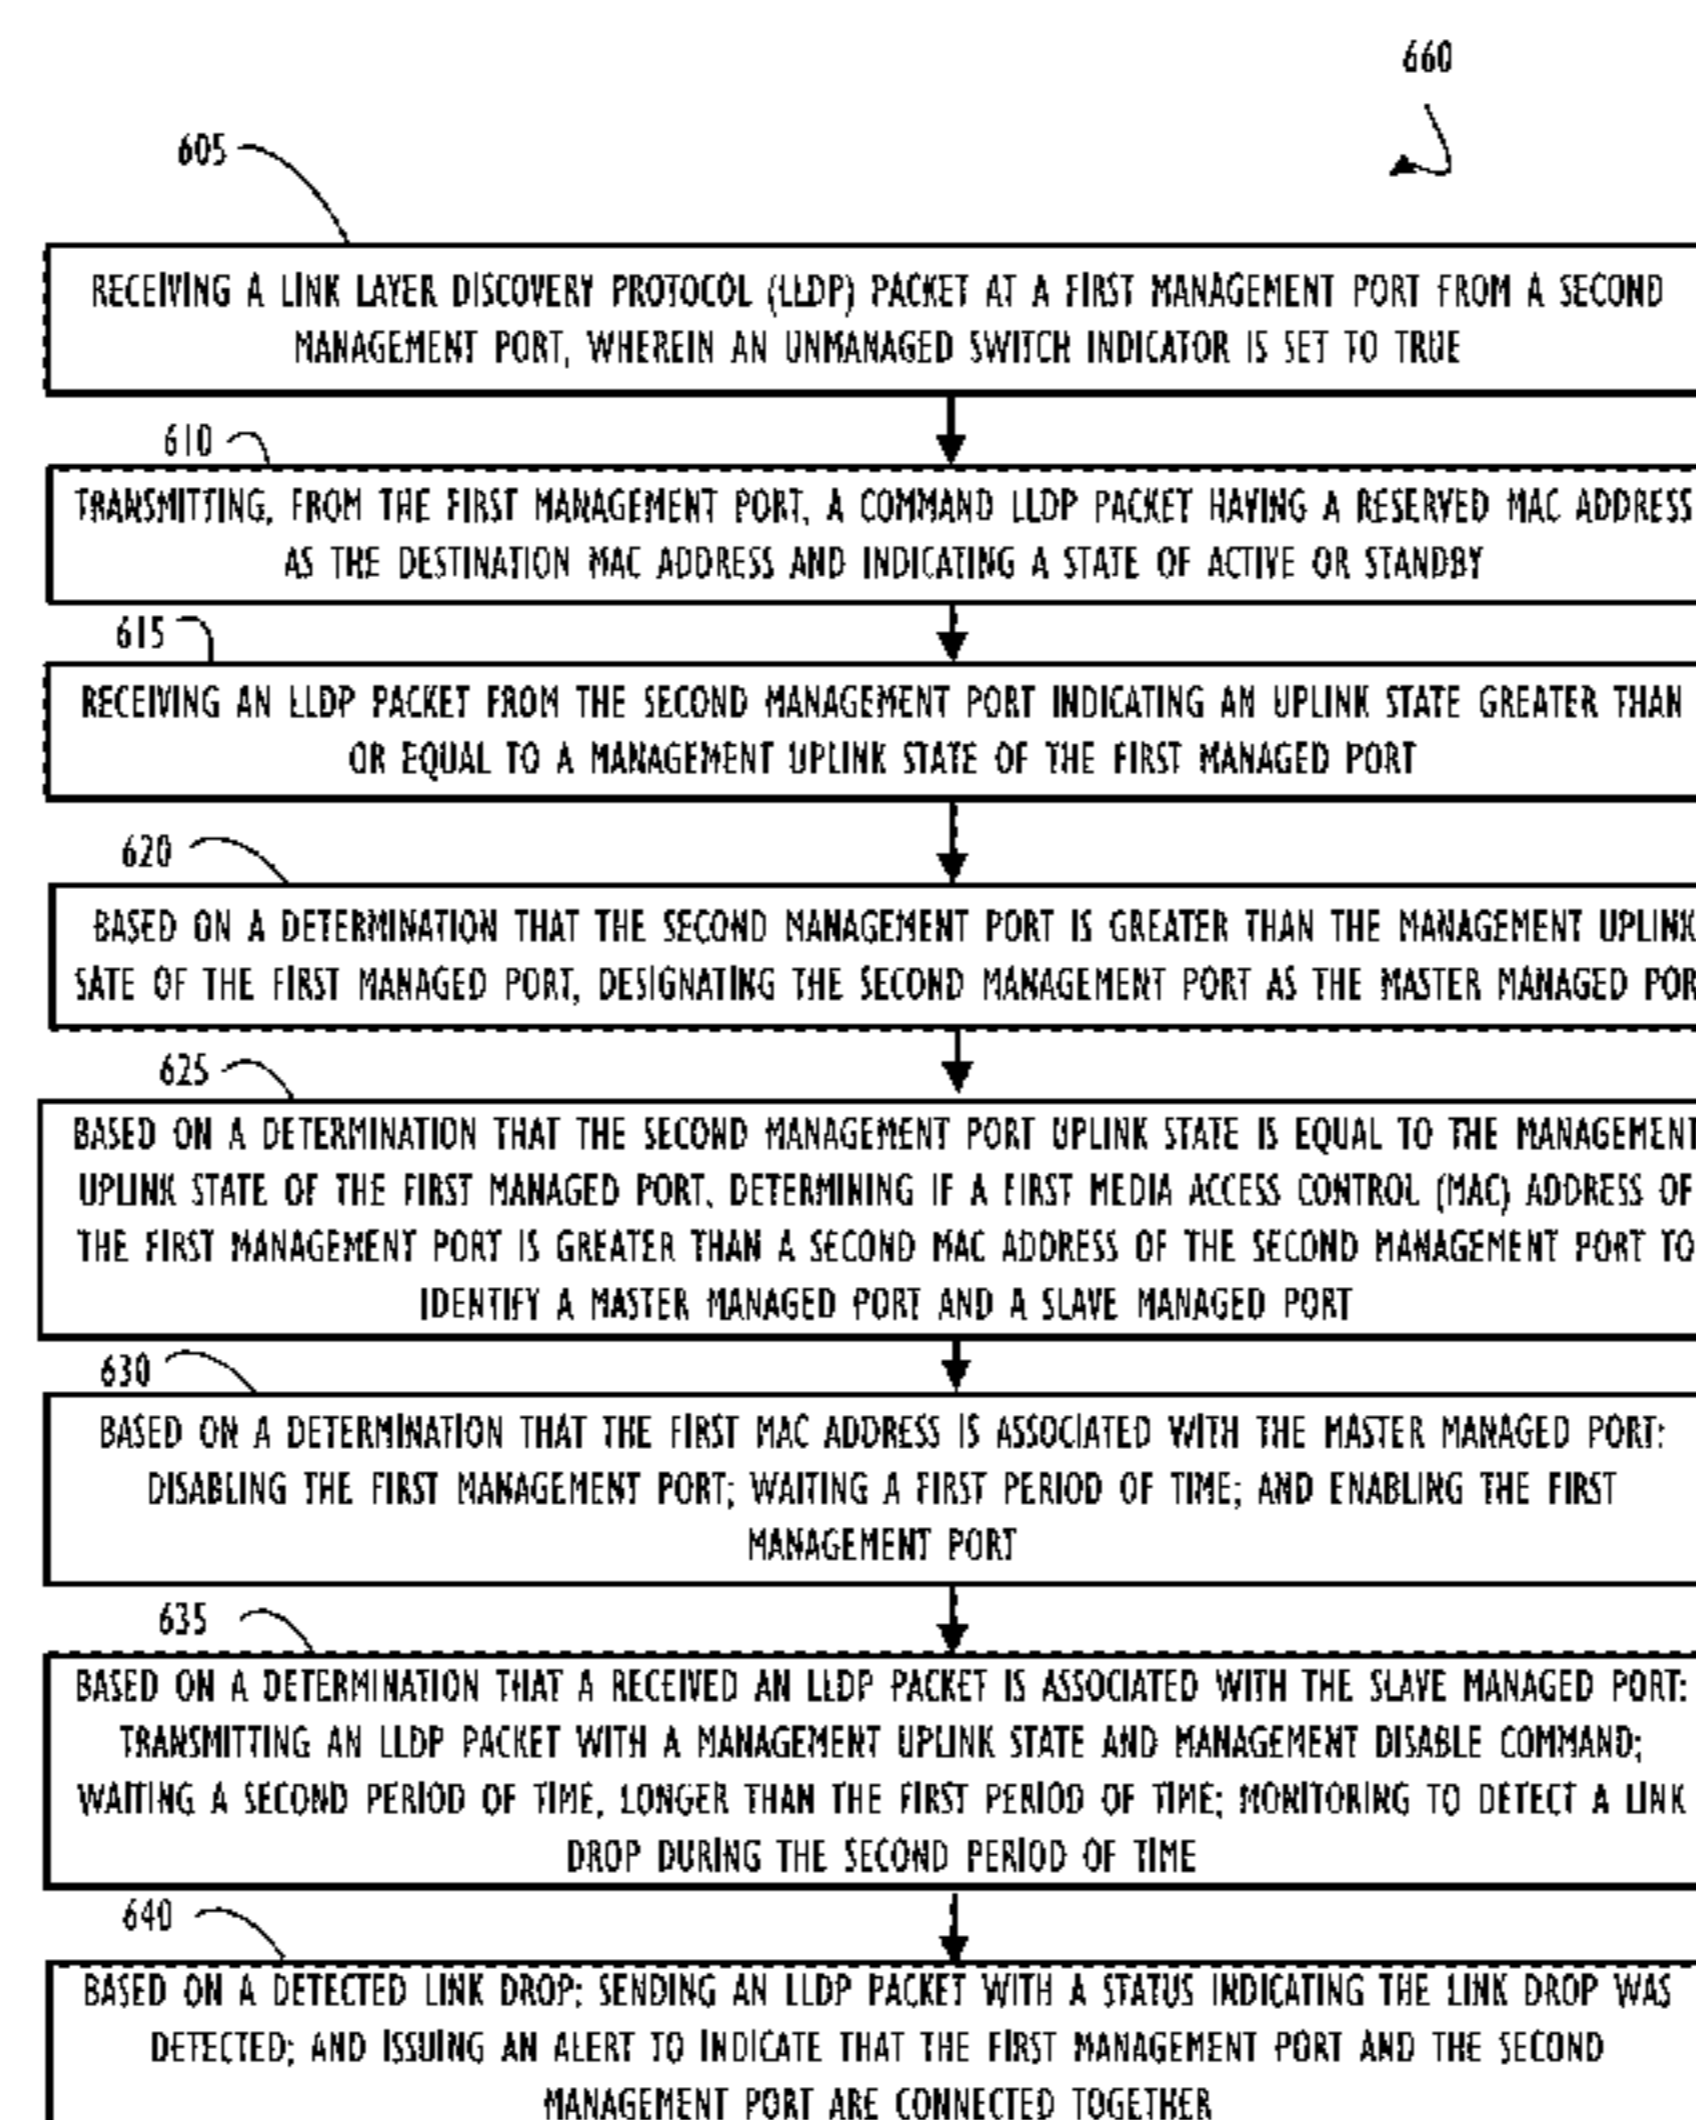 660
605
RECEIVING A LINK LAYER DISCOVERY PROTOCOL (LLDP) PACKET AT A FIRST MANAGEMENT PORT FROM A SECOND
MANAGEMENT PORT, WHEREIN AN UNMANAGED SWITCH INDICATOR IS SET TO TRUE
610
TRANSMITTING, FROM THE FIRST MANAGEMENT PORT, A COMMAND LLDP PACKET HAVING A RESERVED MAC ADDRESS
AS THE DESTINATION MAC ADDRESS AND INDICATING A STATE OF ACTIVE OR STANDBY
615
RECEIVING AN LLDP PACKET FROM THE SECOND MANAGEMENT PORT INDICATING AN UPLINK STATE GREATER THAN
OR EQUAL TO A MANAGEMENT UPLINK STATE OF THE FIRST MANAGED PORT
620
BASED ON A DETERMINATION THAT THE SECOND MANAGEMENT PORT IS GREATER THAN THE MANAGEMENT UPLINK
SATE OF THE FIRST MANAGED PORT, DESIGNATING THE SECOND MANAGEMENT PORT AS THE MASTER MANAGED POR
625
BASED ON A DETERMINATION THAT THE SECOND MANAGEMENT PORT UPLINK STATE IS EQUAL TO THE MANAGEMENT
UPLINK STATE OF THE FIRST MANAGED PORT, DETERMINING IF A FIRST MEDIA ACCESS CONTROL (MAC) ADDRESS OF
THE FIRST MANAGEMENT PORT IS GREATER THAN A SECOND MAC ADDRESS OF THE SECOND MANAGEMENT PORT TO
IDENTIFY A MASTER MANAGED PORT AND A SLAVE MANAGED PORT
630
BASED ON A DETERMINATION THAT THE FIRST MAC ADDRESS IS ASSOCIATED WITH THE MASTER MANAGED PORT:
DISABLING THE FIRST MANAGEMENT PORT; WAITING A FIRST PERIOD OF TIME; AND ENABLING THE FIRST
MANAGEMENT PORT
635
BASED ON A DETERMINATION THAT A RECEIVED AN LLDP PACKET IS ASSOCIATED WITH THE SLAVE MANAGED PORT:
TRANSMITTING AN LLDP PACKET WITH A MANAGEMENT UPLINK STATE AND MANAGEMENT DISABLE COMMAND;
WAITING A SECOND PERIOD OF TIME, LONGER THAN THE FIRST PERIOD OF TIME; MONITORING TO DETECT A LINK
DROP DURING THE SECOND PERIOD OF TIME
640
BASED ON A DETECTED LINK DROP: SENDING AN LLDP PACKET WITH A STATUS INDICATING THE LINK DROP WAS
DETECTED; AND ISSUING AN ALERT TO INDICATE THAT THE FIRST MANAGEMENT PORT AND THE SECOND
MANAGEMENT PORT ARE CONNECTED TOGETHER